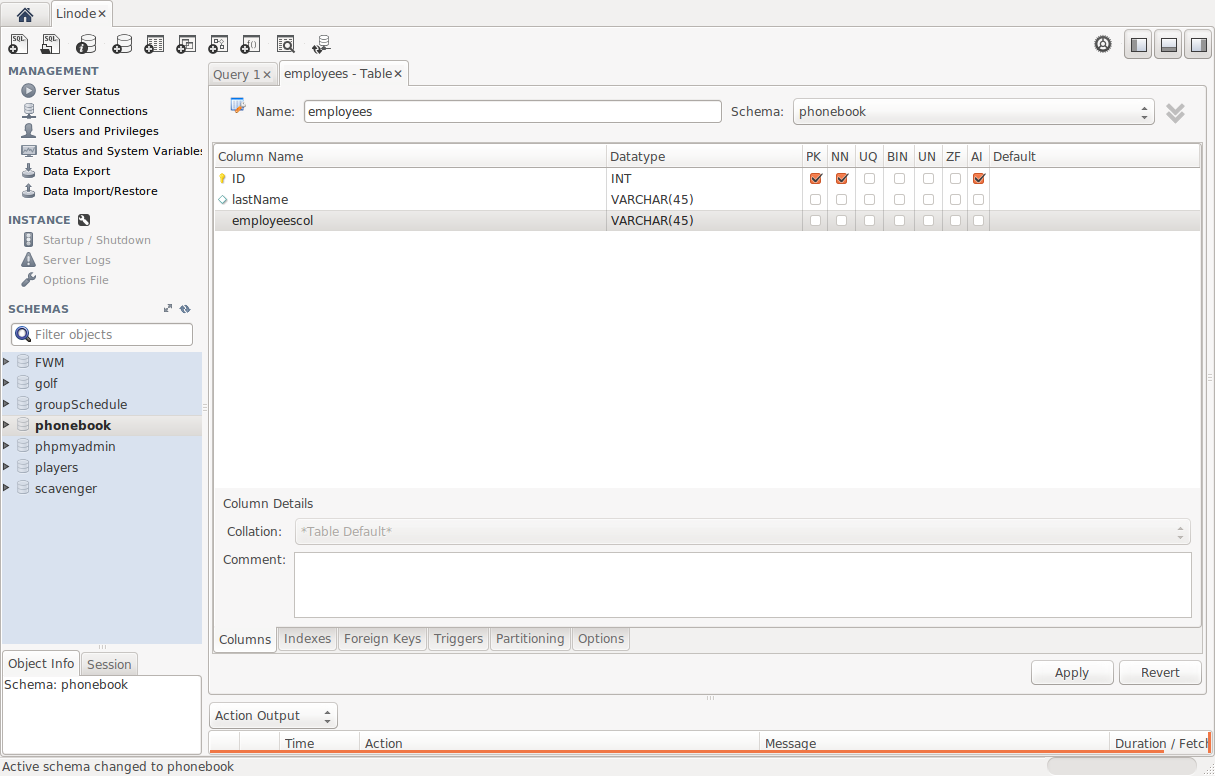 Linode×
SQL
SQL
MANAGEMENT
Server Status
Client Connections
Users and Privileges
Status and System Variables
Data Export
Data Import/Restore
INSTANCE
Startup / Shutdown
Server Logs
Options File
SCHEMAS
Filter objects
FWM
golf
groupSchedule
phonebook
phpmyadmin
players
scavenger
Object Info Session
Schema: phonebook
Query 1× employees - Table×
Name: employees Schema: phonebook
Column Name Datatype PK NN UQ BIN UN ZF AI Default
ID INT
lastName VARCHAR(45)
employeescol VARCHAR(45)
Column Details
Collation: *Table Default*
Comment:
Columns Indexes Foreign Keys Triggers Partitioning Options
Apply Revert
Action Output
Time Action Message Duration / Fetch
Active schema changed to phonebook